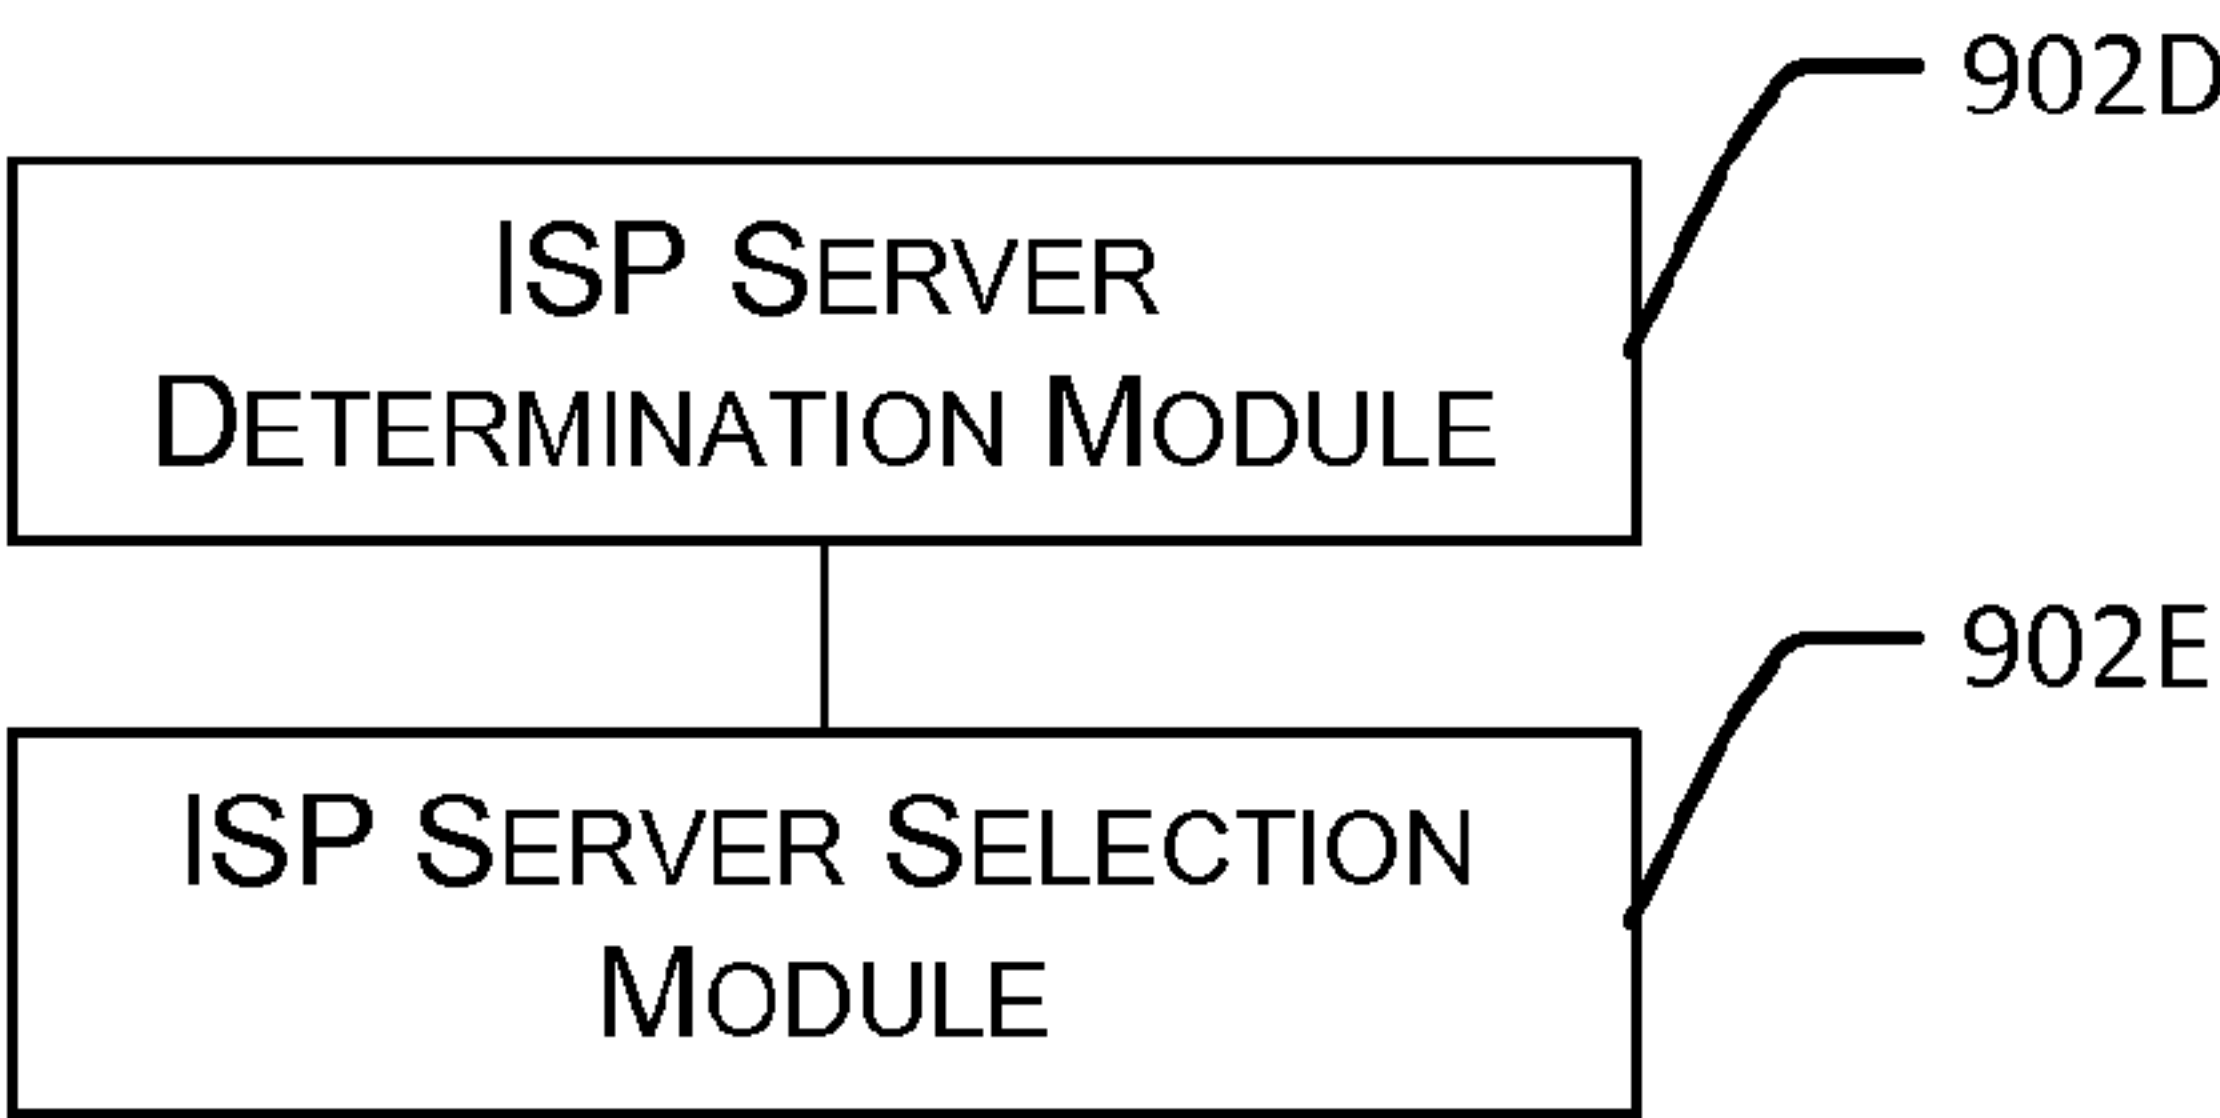 902D
ISP SERVER
DETERMINATION MODULE
902E
ISP SERVER SELECTION
MODULE